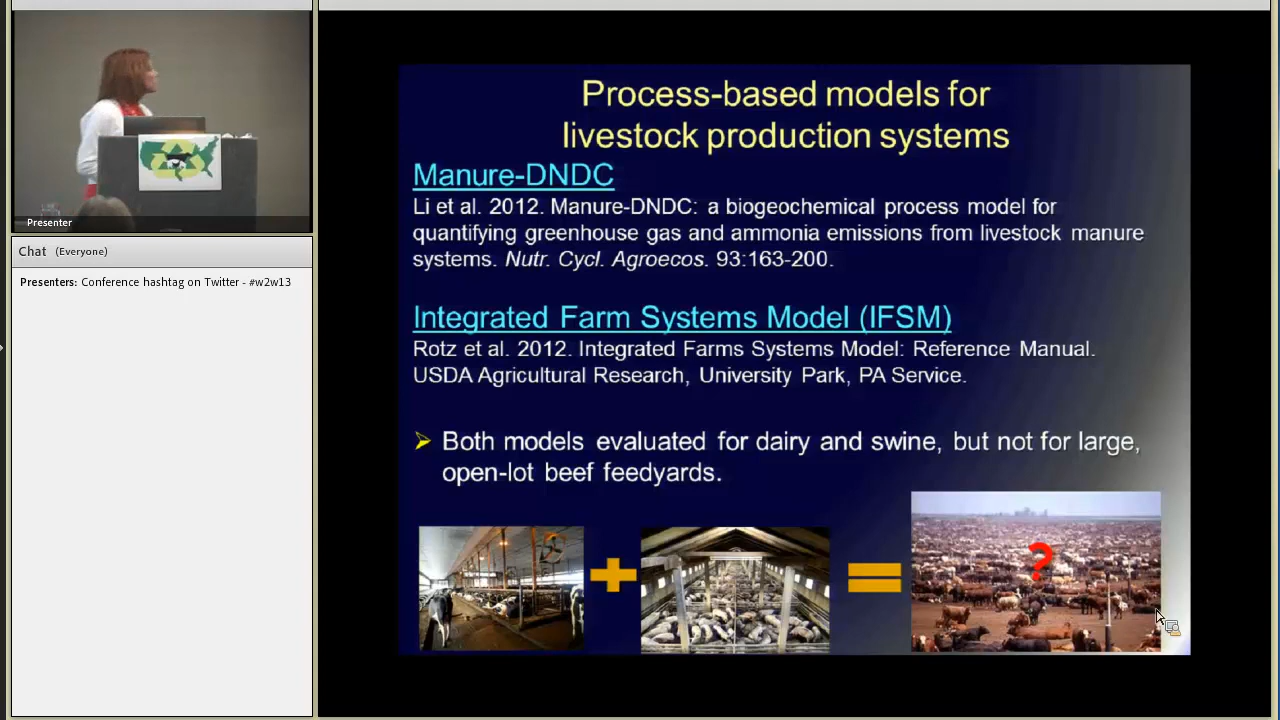 Presenter
Chat (Everyone)
Presenters: Conference hashtag on Twitter - #w2w13
Process-based models for
livestock production systems
Manure-DNDC
Li et al. 2012. Manure-DNDC: a biogeochemical process model for
quantifying greenhouse gas and ammonia emissions from livestock manure
systems. Nutr. Cycl. Agroecos. 93:163-200.
Integrated Farm Systems Model (IFSM)
Rotz et al. 2012. Integrated Farms Systems Model: Reference Manual.
USDA Agricultural Research, University Park, PA Service.
Both models evaluated for dairy and swine, but not for large,
open-lot beef feedyards.
+
=
?